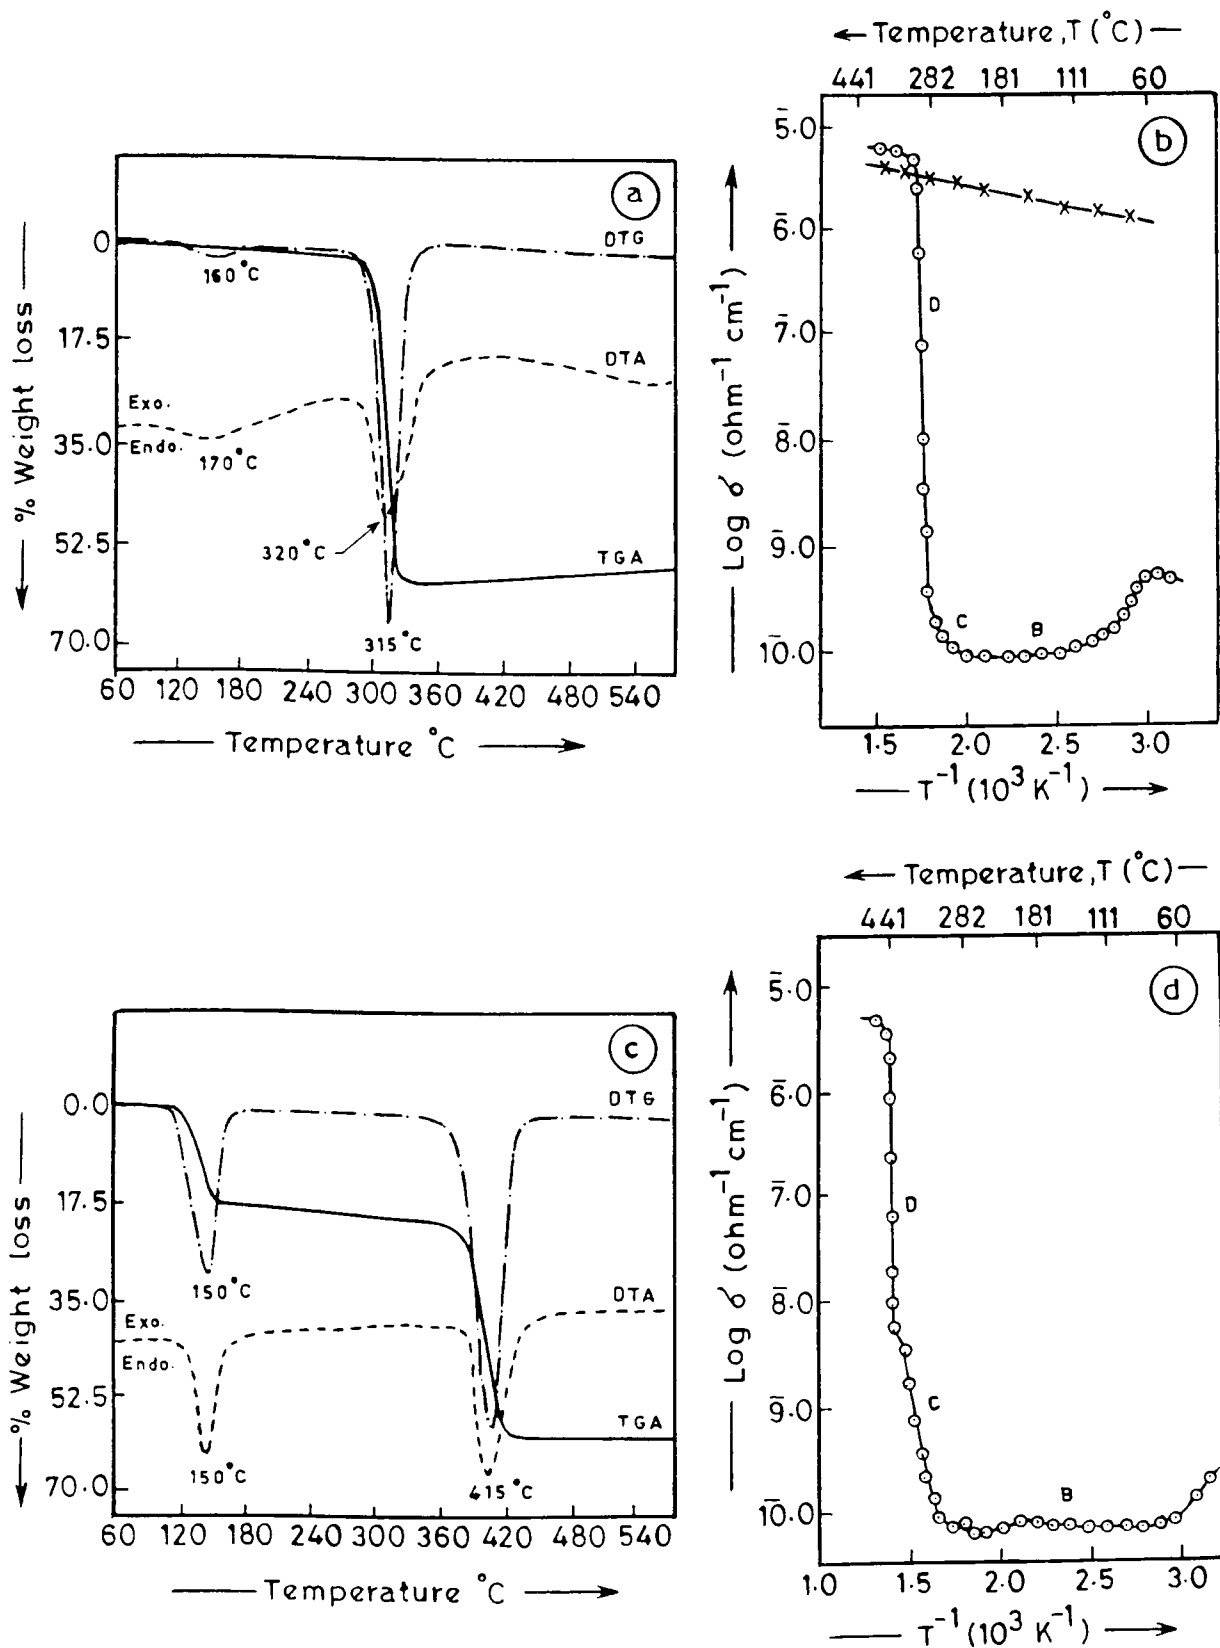 a
DTG
160°C
DTA
Exo.
Endo.
170°C
320°C
TGA
315°C
0
17.5
35.0
52.5
70.0
% Weight loss
60 120 180 240 300 360 420 480 540
Temperature °C
Temperature, T (°C)
441 282 181 111 60
b
5̄.0
6̄.0
7̄.0
8̄.0
9̄.0
1̄0.0
Log σ (ohm⁻¹ cm⁻¹)
D
C
B
1.5 2.0 2.5 3.0
T⁻¹ (10³ K⁻¹)
c
DTG
150°C
DTA
Exo.
Endo.
TGA
150°C
415°C
0.0
17.5
35.0
52.5
70.0
% Weight loss
60 120 180 240 300 360 420 480 540
Temperature °C
Temperature, T (°C)
441 282 181 111 60
d
5̄.0
6̄.0
7̄.0
8̄.0
9̄.0
1̄0.0
Log σ (ohm⁻¹ cm⁻¹)
D
C
B
1.0 1.5 2.0 3.0
T⁻¹ (10³ K⁻¹)